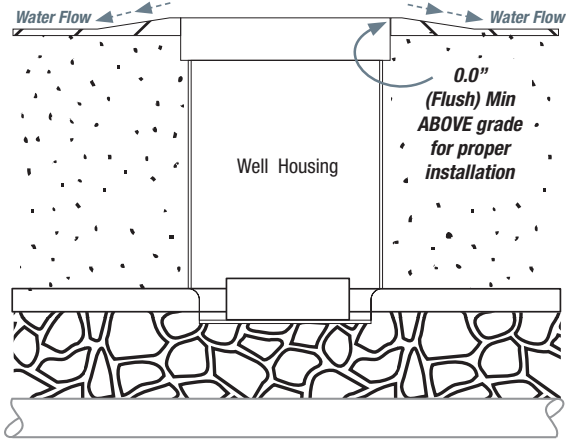 Water Flow
Water Flow
0.0”
(Flush) Min
ABOVE grade
for proper
installation
Well Housing